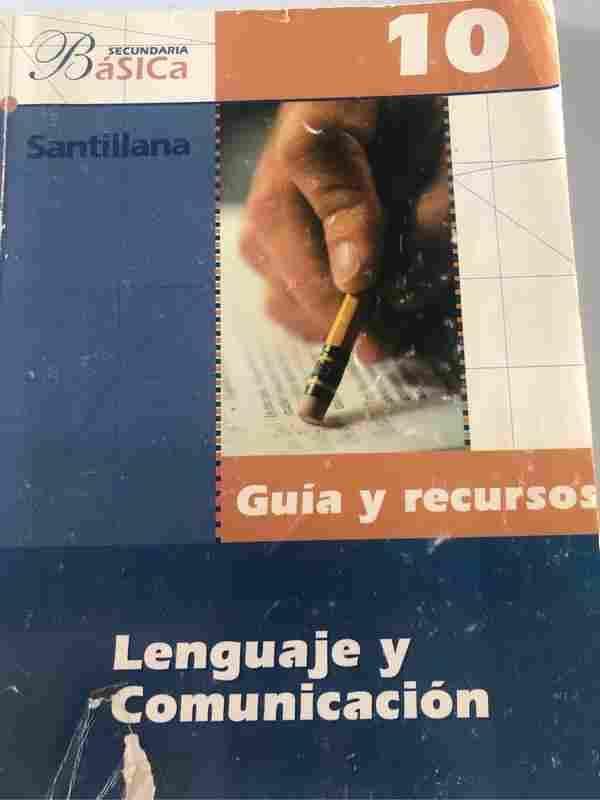 SECUNDARIA
BáSICa
10
Santillana
Guía y recursos
Lenguaje y
Comunicación